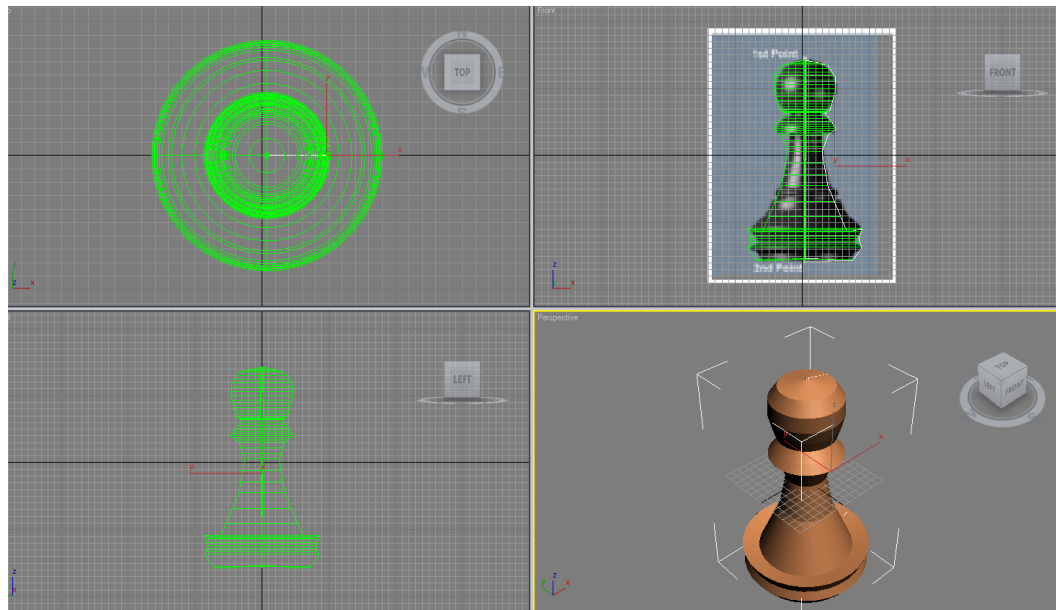 TOP
N
E
S
y
x
y
z
x
Front
1st Point
2nd Point
FRONT
y
x
z
x
LEFT
y
z
Perspective
TOP
LEFT
FRONT
z
y
x
z
y
x